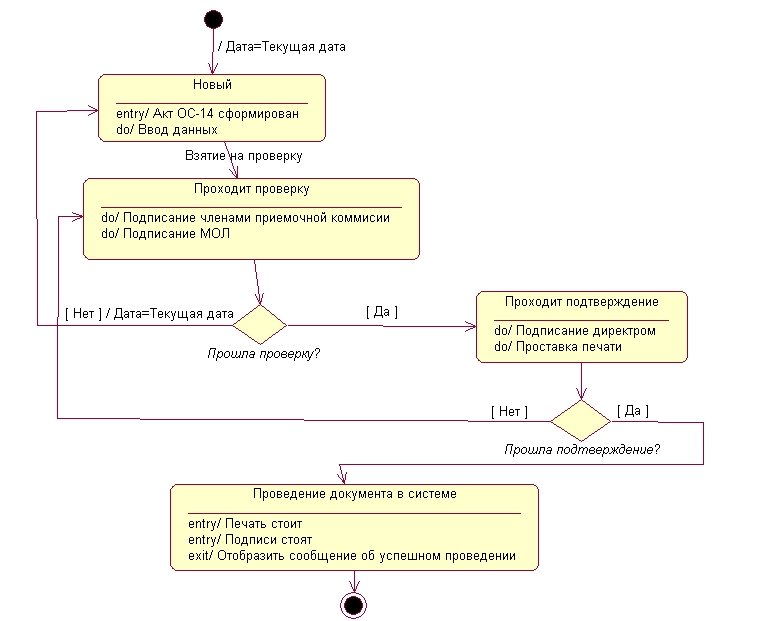 / Дата=Текущая дата
Новый
entry/ Акт ОС-14 сформирован
do/ Ввод данных
Взятие на проверку
Проходит проверку
do/ Подписание членами приемочной коммисии
do/ Подписание МОЛ
[ Нет ] / Дата=Текущая дата
[ Да ]
Прошла проверку?
Проходит подтверждение
do/ Подписание директром
do/ Проставка печати
[ Нет ]
[ Да ]
Прошла подтверждение?
Проведение документа в системе
entry/ Печать стоит
entry/ Подписи стоят
exit/ Отобразить сообщение об успешном проведении